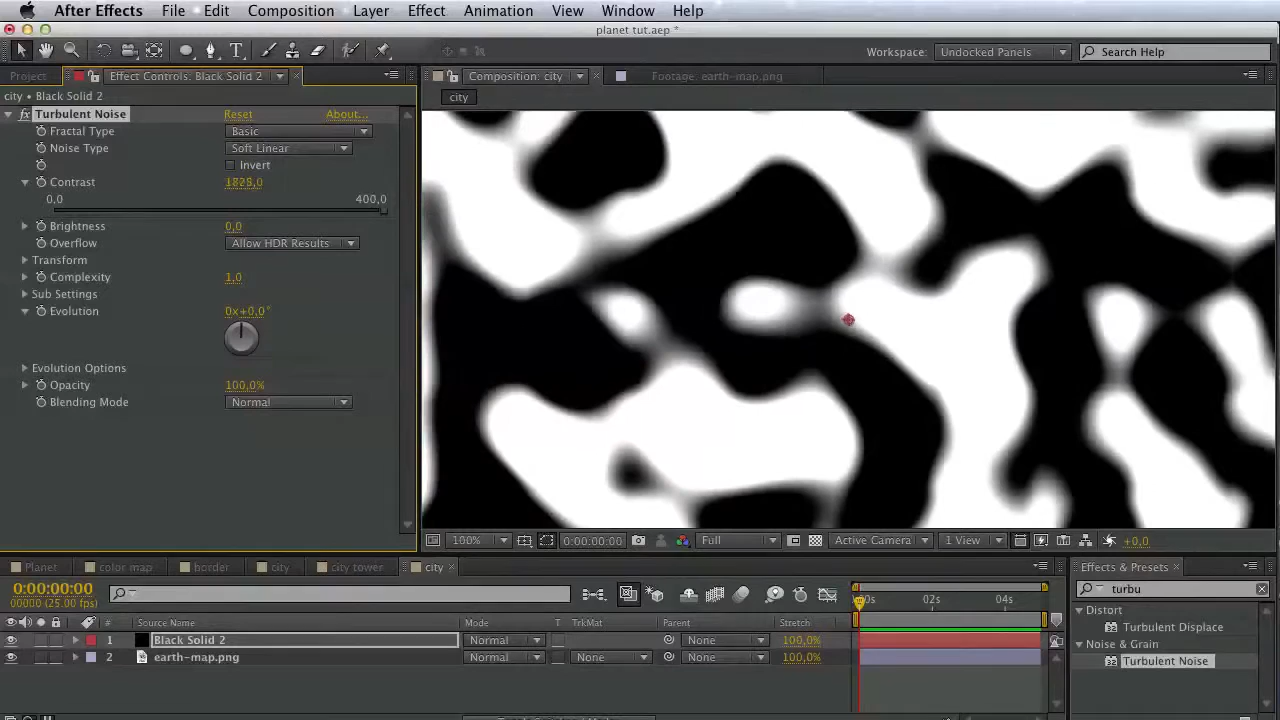 After Effects File Edit Composition Layer Effect Animation View Window Help
planet tut.aep *
Workspace: Undocked Panels Search Help
Project Effect Controls: Black Solid 2 Composition: city Footage: earth-map.png
city • Black Solid 2
city
fx Turbulent Noise Reset About...
Fractal Type Basic
Noise Type Soft Linear
Invert
Contrast 1828,0
0,0 400,0
Brightness 0,0
Overflow Allow HDR Results
Transform
Complexity 1,0
Sub Settings
Evolution 0x+0,0°
Evolution Options
Opacity 100,0%
Blending Mode Normal
100% 0:00:00:00 Full Active Camera 1 View +0,0
Planet color map border city city tower city Effects & Presets
0:00:00:00
00000 (25.00 fps)
turbu
02s 04s
# Source Name Mode T TrkMat Parent Stretch
Distort
Turbulent Displace
1 Black Solid 2 Normal None 100,0%
Noise & Grain
2 earth-map.png Normal None None 100,0%
Turbulent Noise